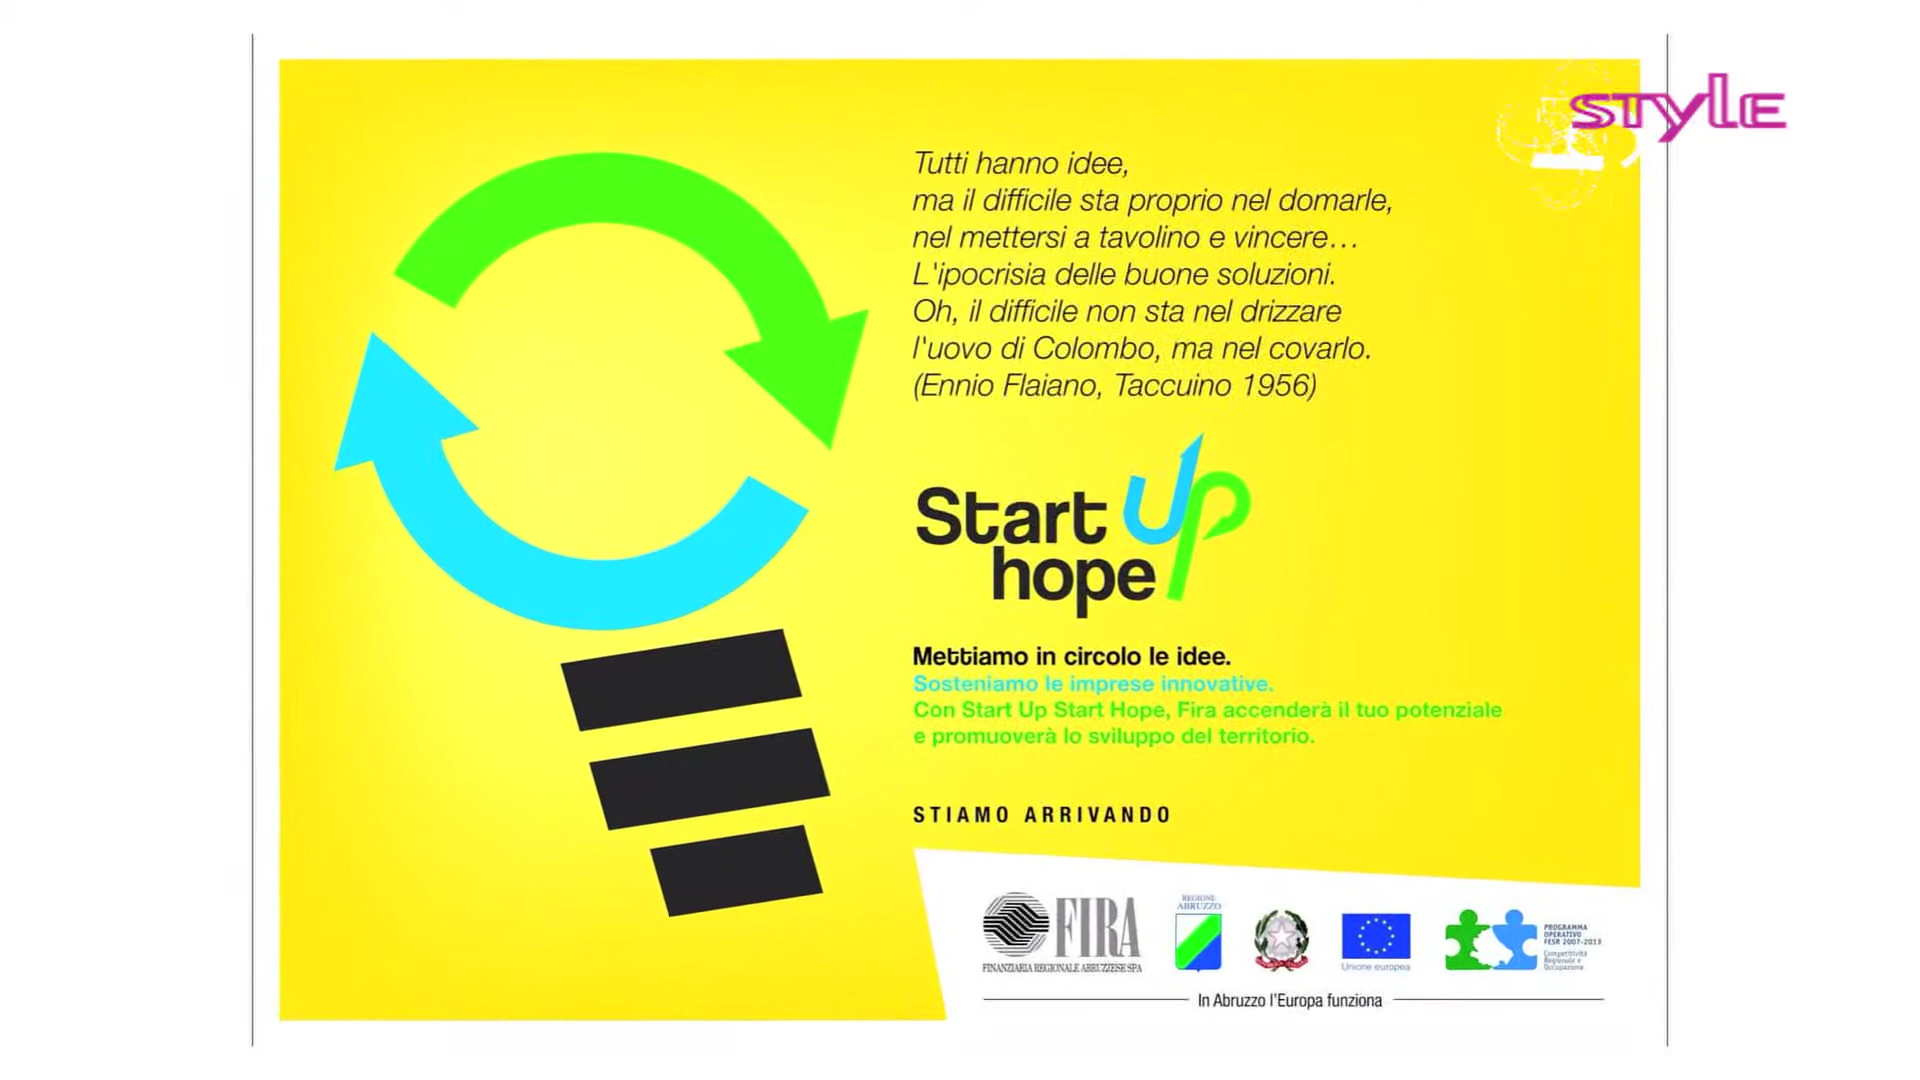 STYLE
Tutti hanno idee,
ma il difficile sta proprio nel domarle,
nel mettersi a tavolino e vincere...
L'ipocrisia delle buone soluzioni.
Oh, il difficile non sta nel drizzare
l'uovo di Colombo, ma nel covarlo.
(Ennio Flaiano, Taccuino 1956)
Start Up
hope
Mettiamo in circolo le idee.
Sosteniamo le imprese innovative.
Con Start Up Start Hope, Fira accenderà il tuo potenziale
e promuoverà lo sviluppo del territorio.
STIAMO ARRIVANDO
FIRA
FINANZIARIA REGIONALE ABRUZZESE SPA
REGIONE
ABRUZZO
Unione europea
PROGRAMMA
OPERATIVO
FESR 2007-2013
Competitività
Regionale e
Occupazione
In Abruzzo l'Europa funziona